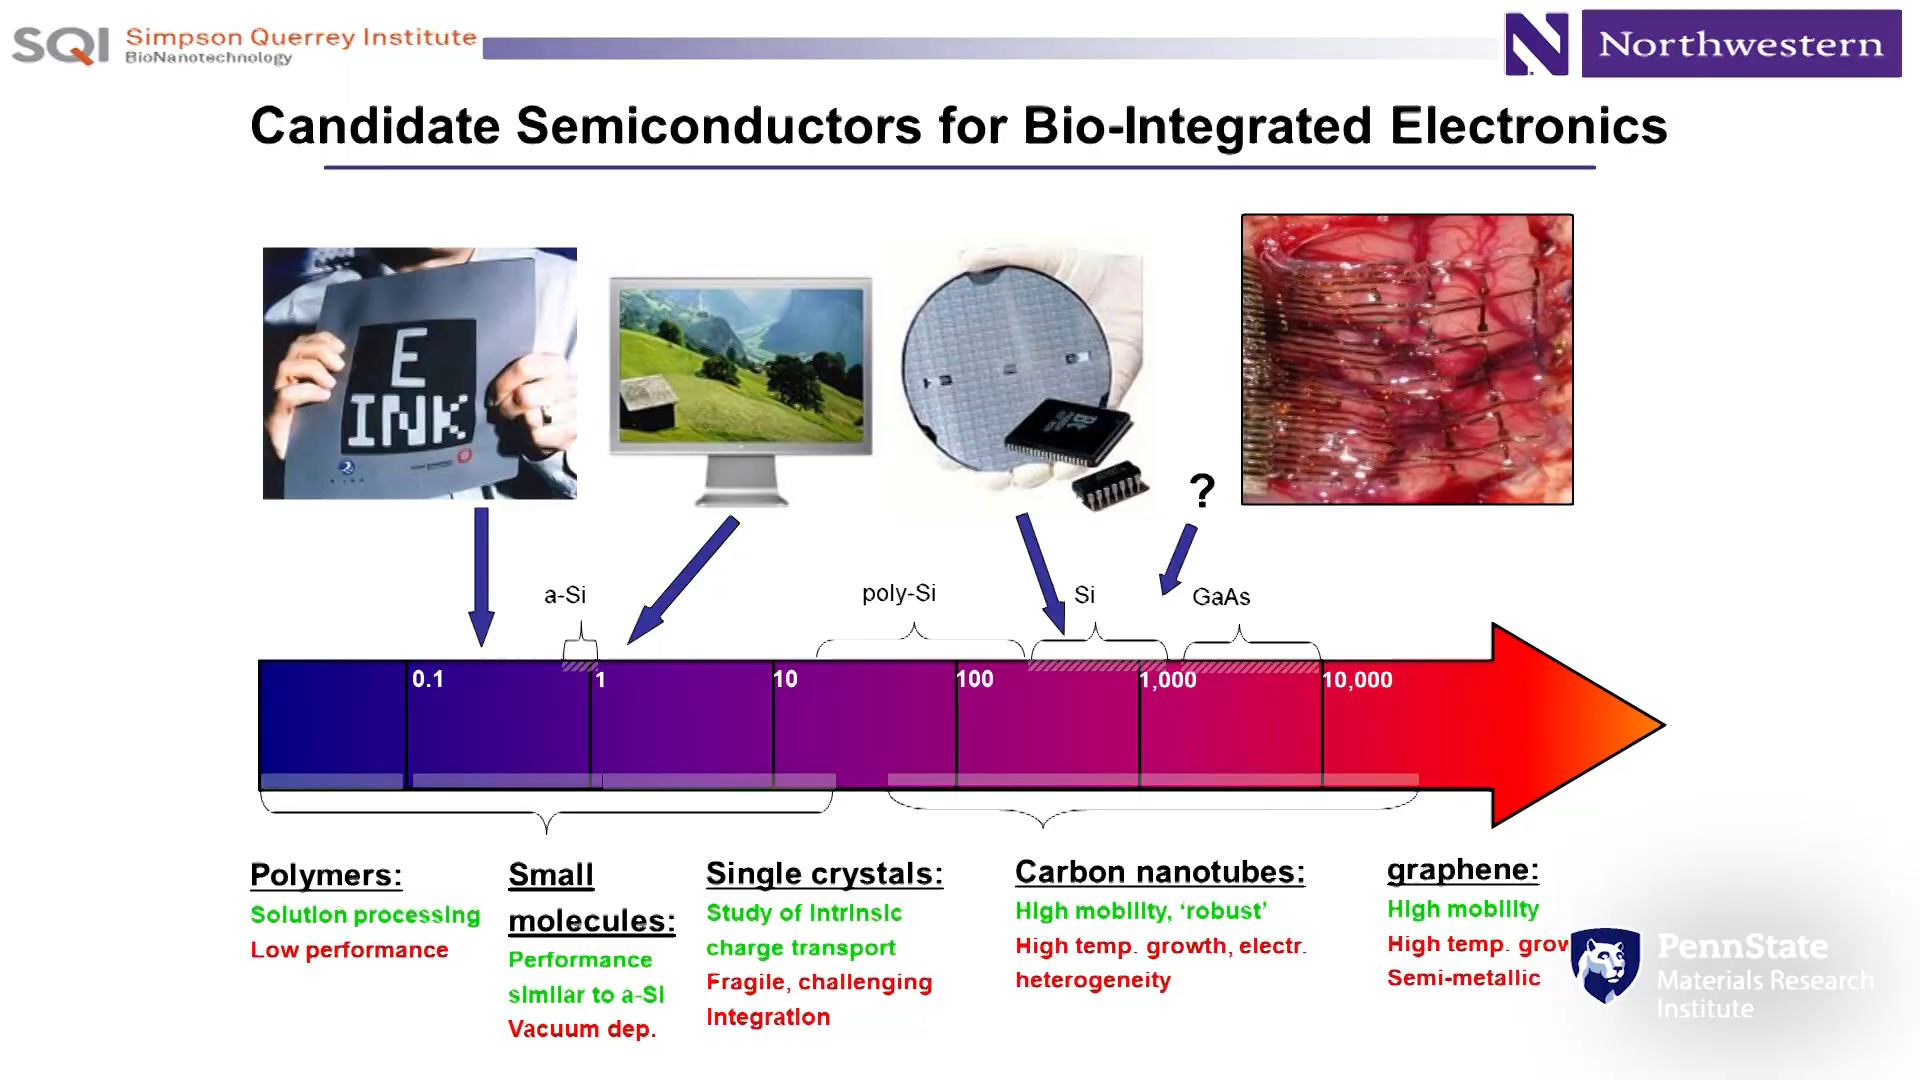 SQI Simpson Querrey Institute
BioNanotechnology
N Northwestern
Candidate Semiconductors for Bio-Integrated Electronics
E
INK
?
a-Si
poly-Si
Si
GaAs
0.1
1
10
100
1,000
10,000
Polymers:
Solution processing
Low performance
Small
molecules:
Performance
similar to a-Si
Vacuum dep.
Single crystals:
Study of intrinsic
charge transport
Fragile, challenging
integration
Carbon nanotubes:
High mobility, ‘robust’
High temp. growth, electr.
heterogeneity
graphene:
High mobility
High temp. grow
Semi-metallic
PennState
Materials Research
Institute